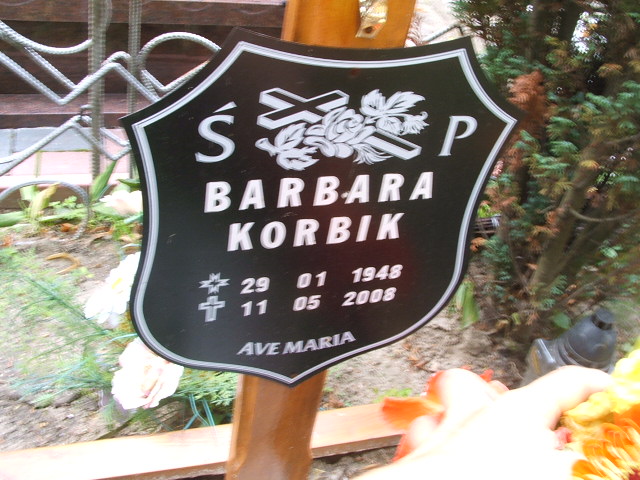 Ś P
BARBARA
KORBIK
29 01 1948
11 05 2008
AVE MARIA